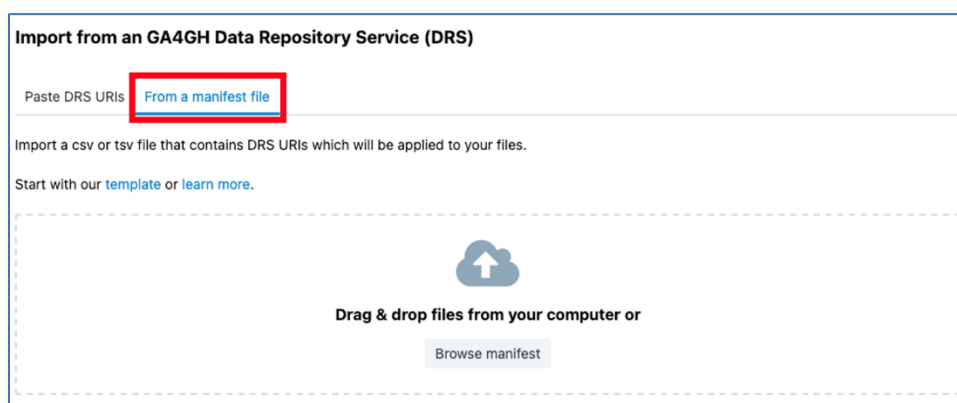 Import from an GA4GH Data Repository Service (DRS)
Paste DRS URIs From a manifest file
Import a csv or tsv file that contains DRS URIs which will be applied to your files.
Start with our template or learn more.
Drag & drop files from your computer or
Browse manifest